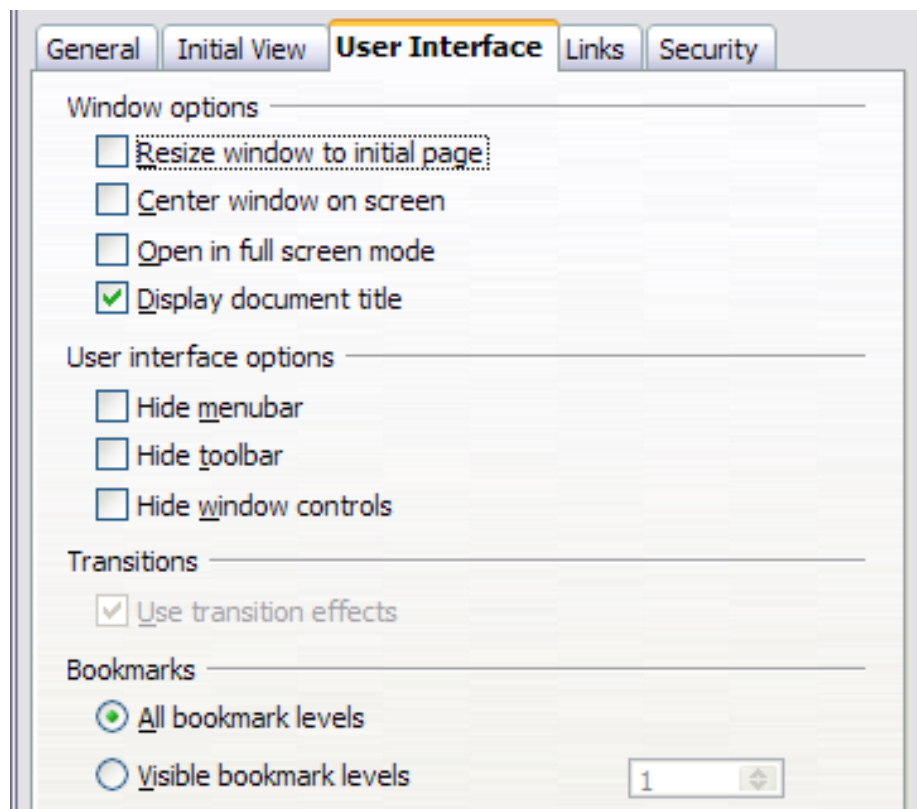 General Initial View User Interface Links Security
Window options
Resize window to initial page
Center window on screen
Open in full screen mode
Display document title
User interface options
Hide menubar
Hide toolbar
Hide window controls
Transitions
Use transition effects
Bookmarks
All bookmark levels
Visible bookmark levels 1